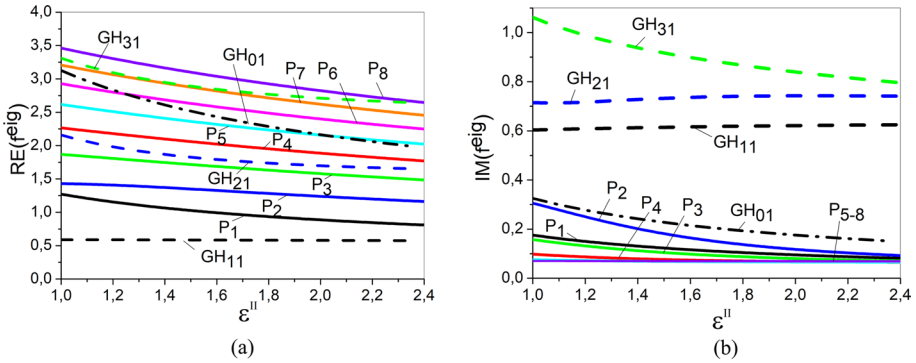 RE(f^eig)
4,0
3,5
3,0
2,5
2,0
1,5
1,0
0,5
0,0
GH31
GH01
P7
P6
P8
P5
P4
GH21
P3
P2
P1
GH11
1,0 1,2 1,4 1,6 1,8 2,0 2,2 2,4
ε^II
(a)
IM(f^eig)
1,0
0,8
0,6
0,4
0,2
0,0
GH31
GH21
GH11
P2
P4
P3
GH01
P5-8
P1
1,0 1,2 1,4 1,6 1,8 2,0 2,2 2,4
ε^II
(b)